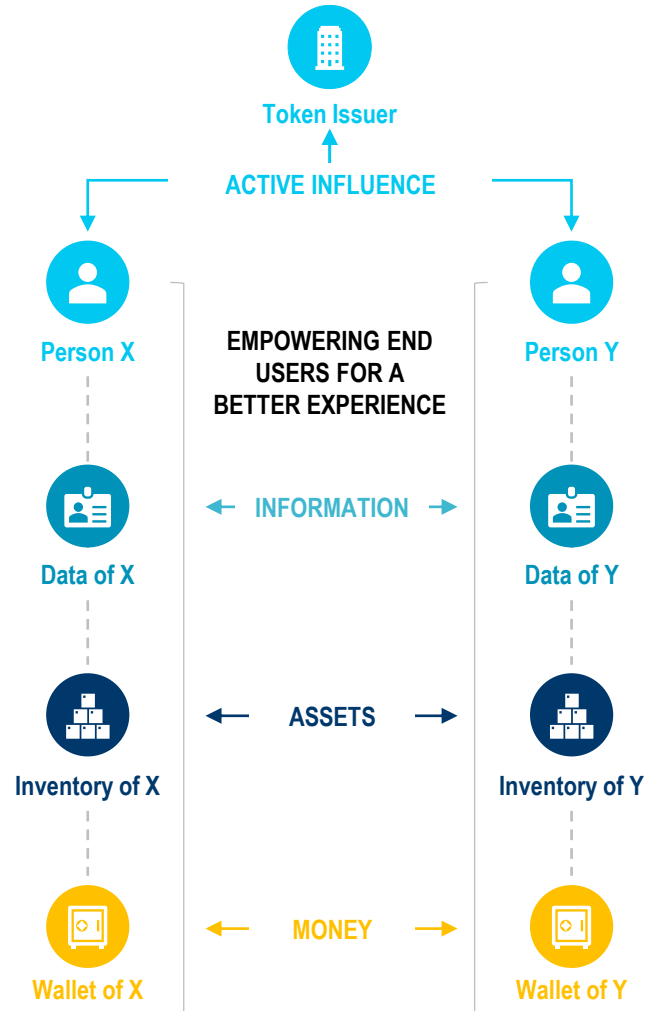 Token Issuer
ACTIVE INFLUENCE
Person X
Person Y
EMPOWERING END
USERS FOR A
BETTER EXPERIENCE
INFORMATION
Data of X
Data of Y
ASSETS
Inventory of X
Inventory of Y
MONEY
Wallet of X
Wallet of Y